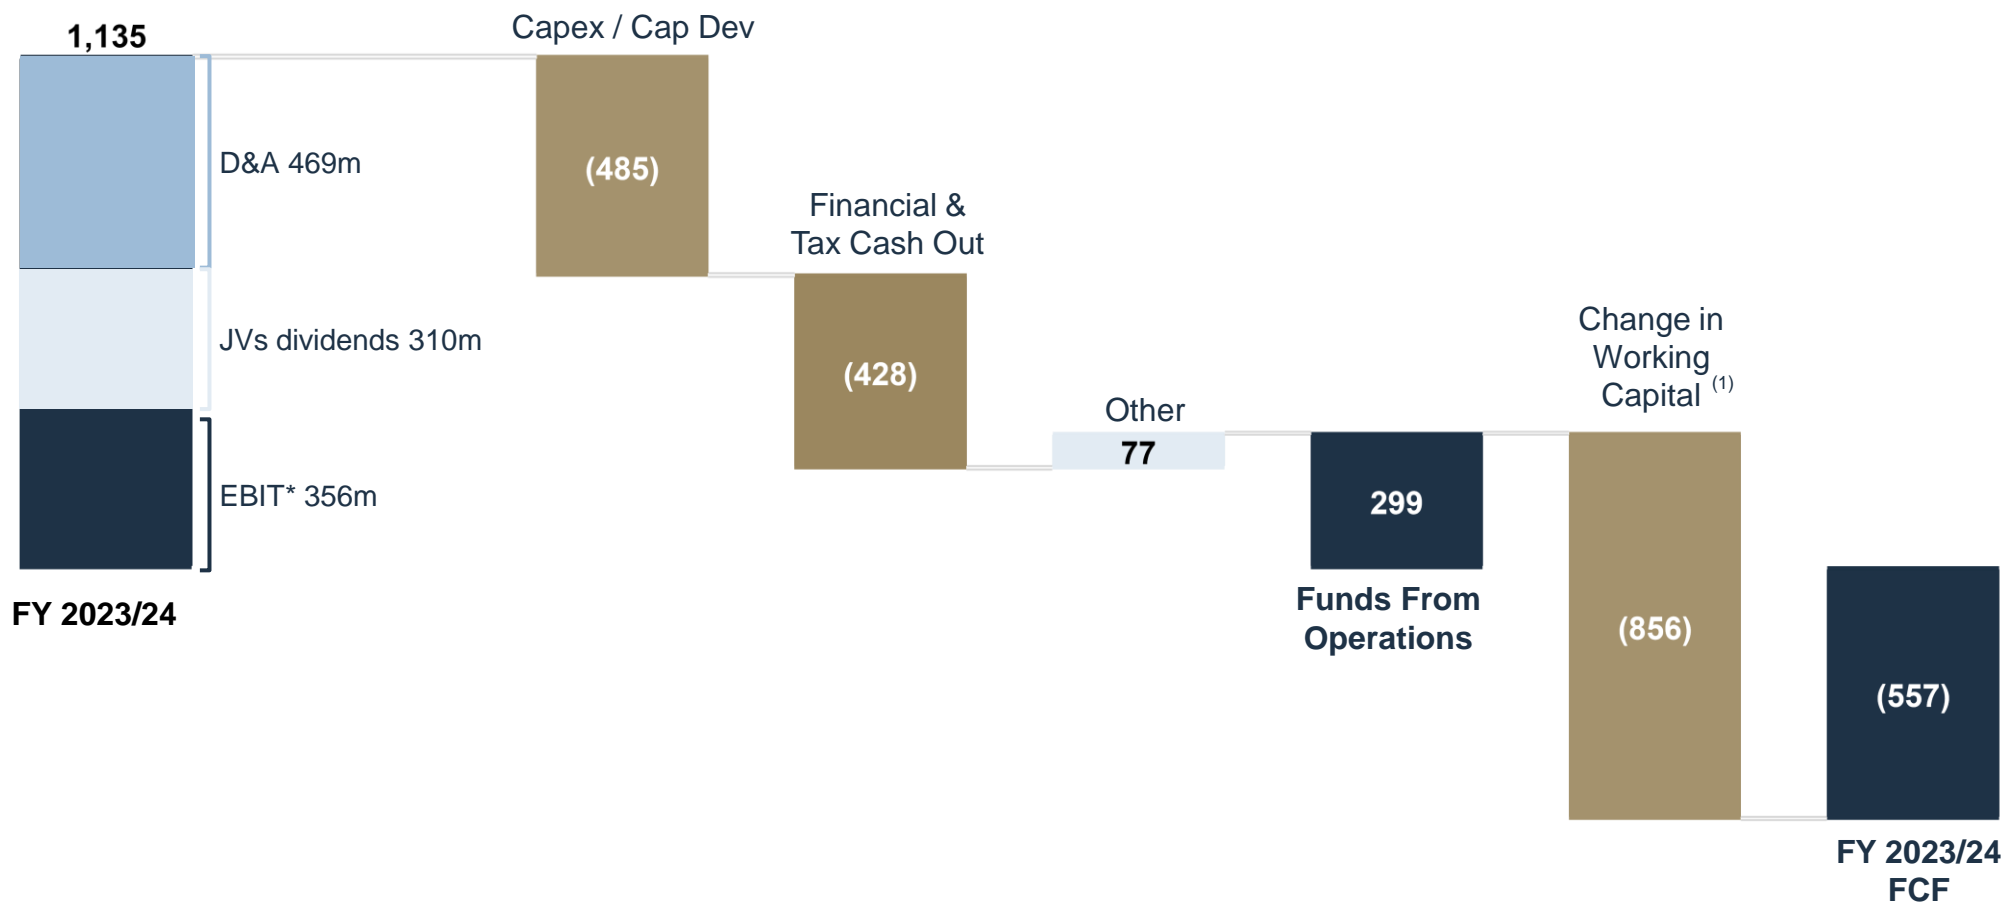 1,135
D&A 469m
JVs dividends 310m
EBIT* 356m
FY 2023/24
Capex / Cap Dev
(485)
Financial &
Tax Cash Out
(428)
Other
77
299
Funds From
Operations
Change in
Working
Capital (1)
(856)
(557)
FY 2023/24
FCF